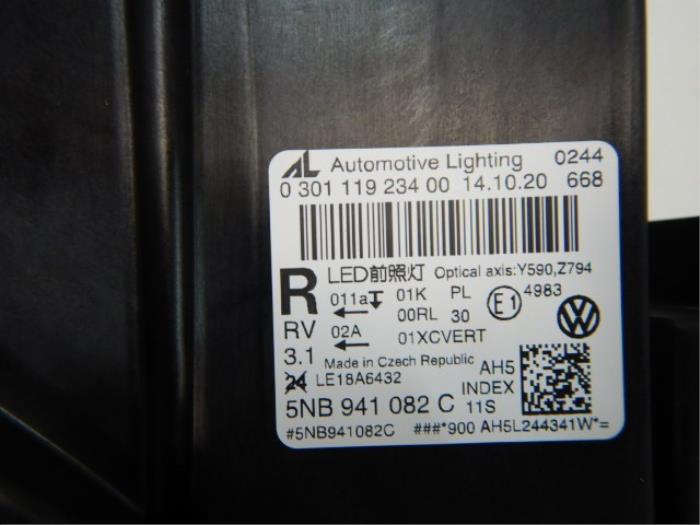 AL Automotive Lighting 0244
0 301 119 234 00 14.10.20 668
LED前照灯 Optical axis:Y590,Z794
R 011a 01K PL E1 4983
00RL 30
RV 02A 01XCVERT
3.1 Made in Czech Republic
24 LE18A6432 AH5
INDEX
5NB 941 082 C 11S
#5NB941082C ###*900 AH5L244341W*=